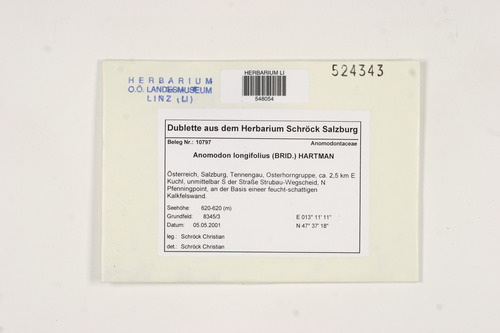 HERBARIUM
O.Ö. LANDESMUSEUM
LINZ (LI)
HERBARIUM LI
548054
524343
Dublette aus dem Herbarium Schröck Salzburg
Beleg Nr.: 10797 Anomodontaceae
Anomodon longifolius (BRID.) HARTMAN
Österreich, Salzburg, Tennengau, Osterhorngruppe, ca. 2,5 km E
Kuchl, unmittelbar S der Straße Strubau-Wegscheid, N
Pfenningpoint, an der Basis eineer feucht-schattigen
Kalkfelswand.
Seehöhe: 620-620 (m)
Grundfeld: 8345/3 E 013° 11' 11"
Datum: 05.05.2001 N 47° 37' 18"
leg.: Schröck Christian
det.: Schröck Christian